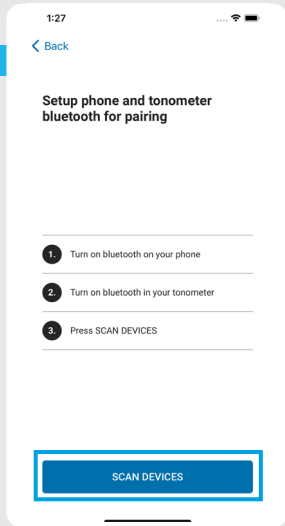 1:27
Back
Setup phone and tonometer
bluetooth for pairing
1. Turn on bluetooth on your phone
2. Turn on bluetooth in your tonometer
3. Press SCAN DEVICES
SCAN DEVICES